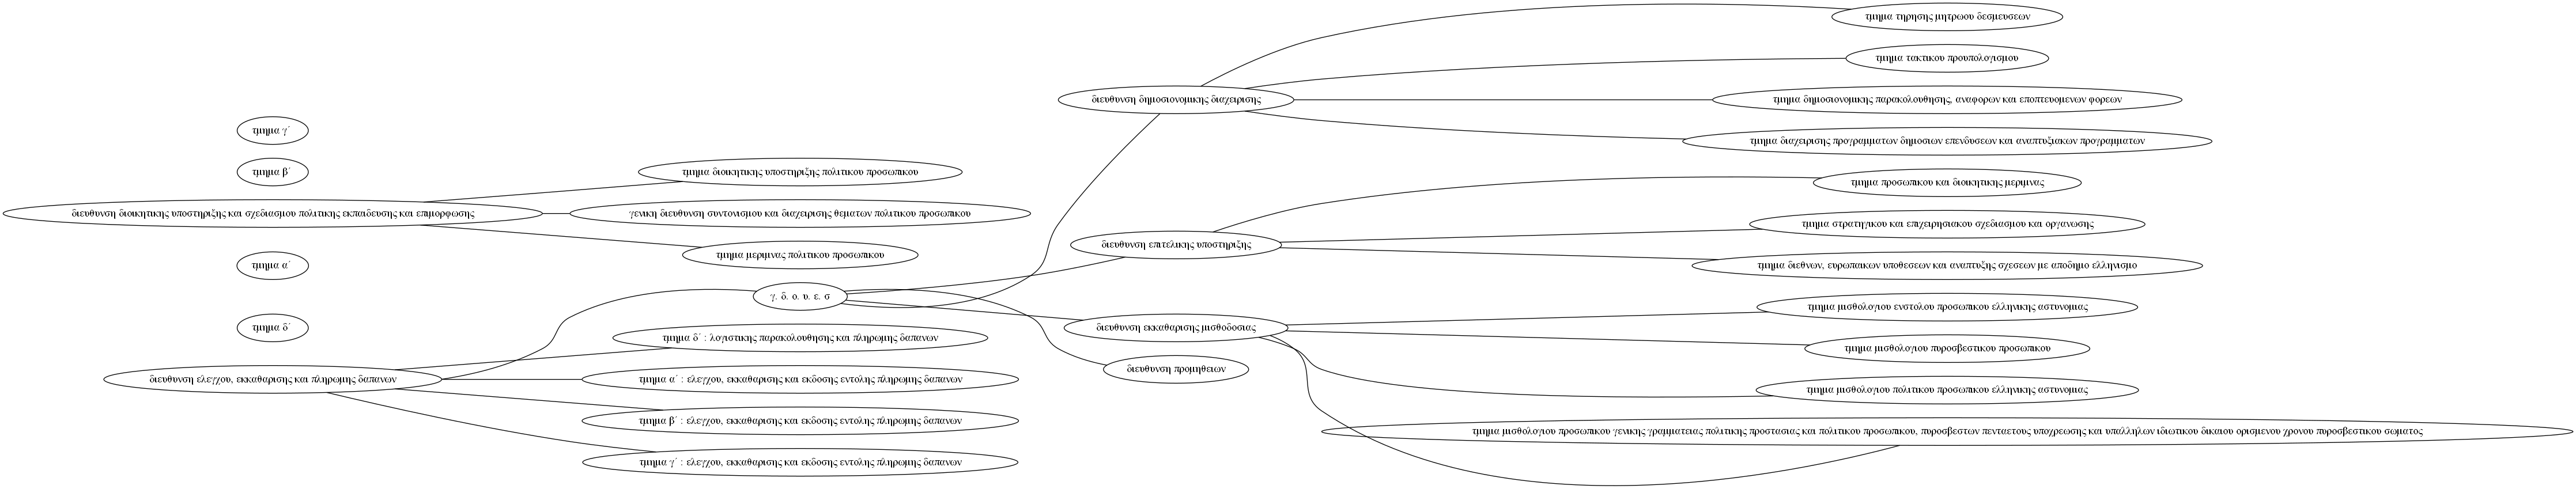 τμημα γ΄
τμημα β΄
διευθυνση διοικητικης υποστηριξης και σχεδιασμου πολιτικης εκπαιδευσης και επιμορφωσης
τμημα α΄
τμημα δ΄
διευθυνση ελεγχου, εκκαθαρισης και πληρωμης δαπανων
τμημα διοικητικης υποστηριξης πολιτικου προσωπικου
γενικη διευθυνση συντονισμου και διαχειρισης θεματων πολιτικου προσωπικου
τμημα μεριμνας πολιτικου προσωπικου
γ. δ. ο. υ. ε. σ
τμημα δ΄ : λογιστικης παρακολουθησης και πληρωμης δαπανων
τμημα α΄ : ελεγχου, εκκαθαρισης και εκδοσης εντολης πληρωμης δαπανων
τμημα β΄ : ελεγχου, εκκαθαρισης και εκδοσης εντολης πληρωμης δαπανων
τμημα γ΄ : ελεγχου, εκκαθαρισης και εκδοσης εντολης πληρωμης δαπανων
διευθυνση δημοσιονομικης διαχειρισης
διευθυνση επιτελικης υποστηριξης
διευθυνση εκκαθαρισης μισθοδοσιας
διευθυνση προμηθειων
τμημα τηρησης μητρωου δεσμευσεων
τμημα τακτικου προυπολογισμου
τμημα δημοσιονομικης παρακολουθησης, αναφορων και εποπτευομενων φορεων
τμημα διαχειρισης προγραμματων δημοσιων επενδυσεων και αναπτυξιακων προγραμματων
τμημα προσωπικου και διοικητικης μεριμνας
τμημα στρατηγικου και επιχειρησιακου σχεδιασμου και οργανωσης
τμημα διεθνων, ευρωπαικων υποθεσεων και αναπτυξης σχεσεων με αποδημο ελληνισμο
τμημα μισθολογιου ενστολου προσωπικου ελληνικης αστυνομιας
τμημα μισθολογιου πυροσβεστικου προσωπικου
τμημα μισθολογιου πολιτικου προσωπικου ελληνικης αστυνομιας
τμημα μισθολογιου προσωπικου γενικης γραμματειας πολιτικης προστασιας και πολιτικου προσωπικου, πυροσβεστων πενταετους υποχρεωσης και υπαλληλων ιδιωτικου δικαιου ορισμενου χρονου πυροσβεστικου σωματος